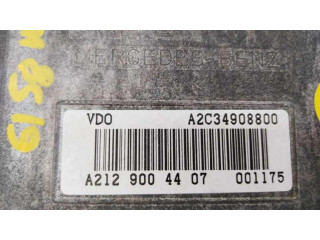 MERCEDES-BENZ
VDO A2C34908800
A212 900 44 07 001175